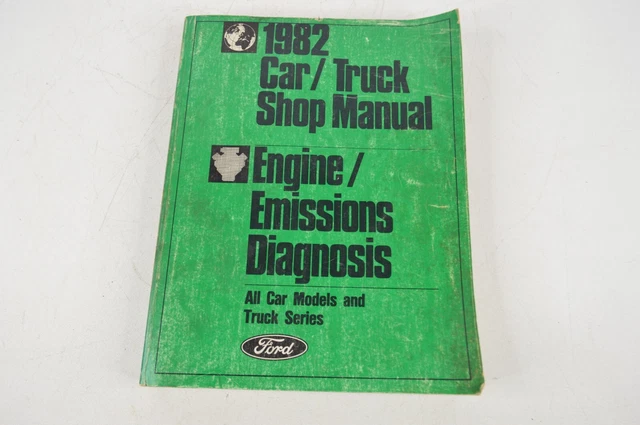 1982
Car/Truck
Shop Manual
Engine/
Emissions
Diagnosis
All Car Models and
Truck Series
Ford